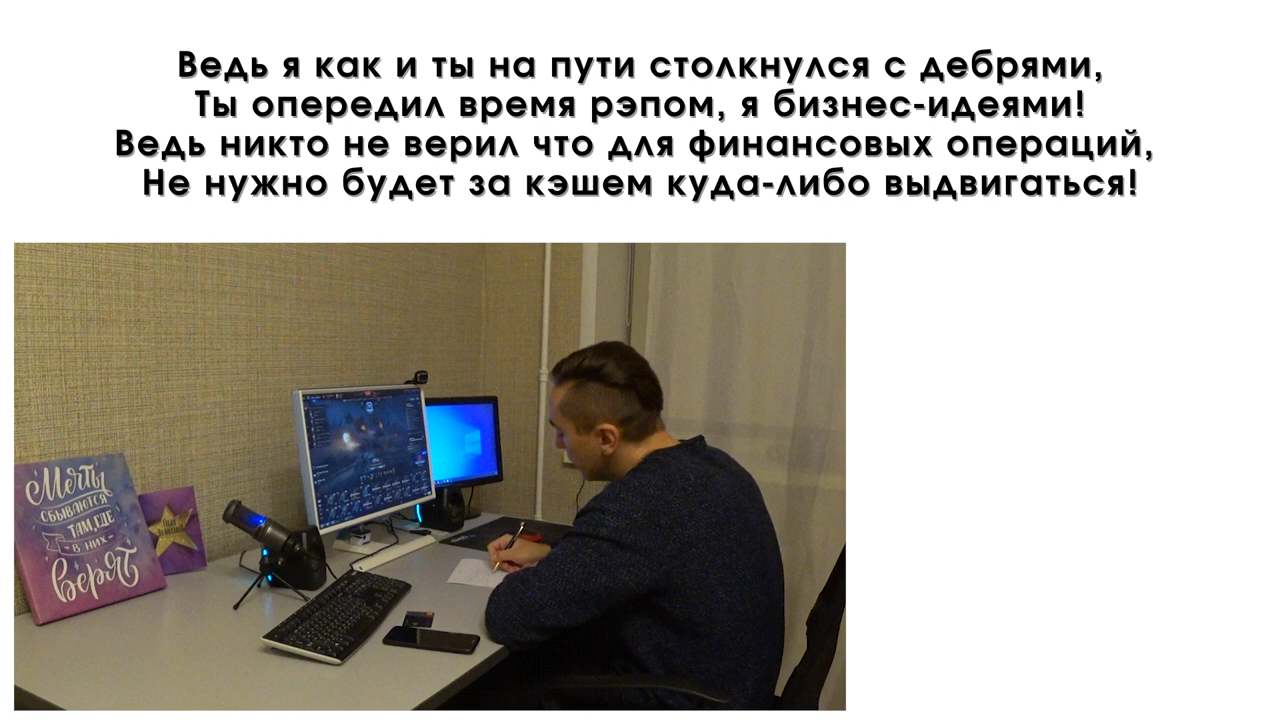 Ведь я как и ты на пути столкнулся с дебрями,
Ты опередил время рэпом, я бизнес-идеями!
Ведь никто не верил что для финансовых операций,
Не нужно будет за кэшем куда-либо выдвигаться!
Мечты
сбываются
там, где
в них
верят